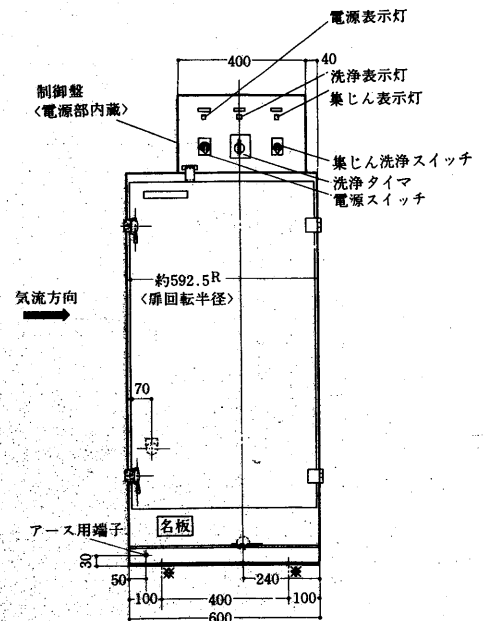 電源表示灯
400
40
洗浄表示灯
制御盤
〈電源部内蔵〉
集じん表示灯
集じん洗浄スイッチ
洗浄タイマ
電源スイッチ
約592.5R
〈扉回転半径〉
気流方向
70
名板
アース用端子
30
※
※
50
240
100
400
100
600